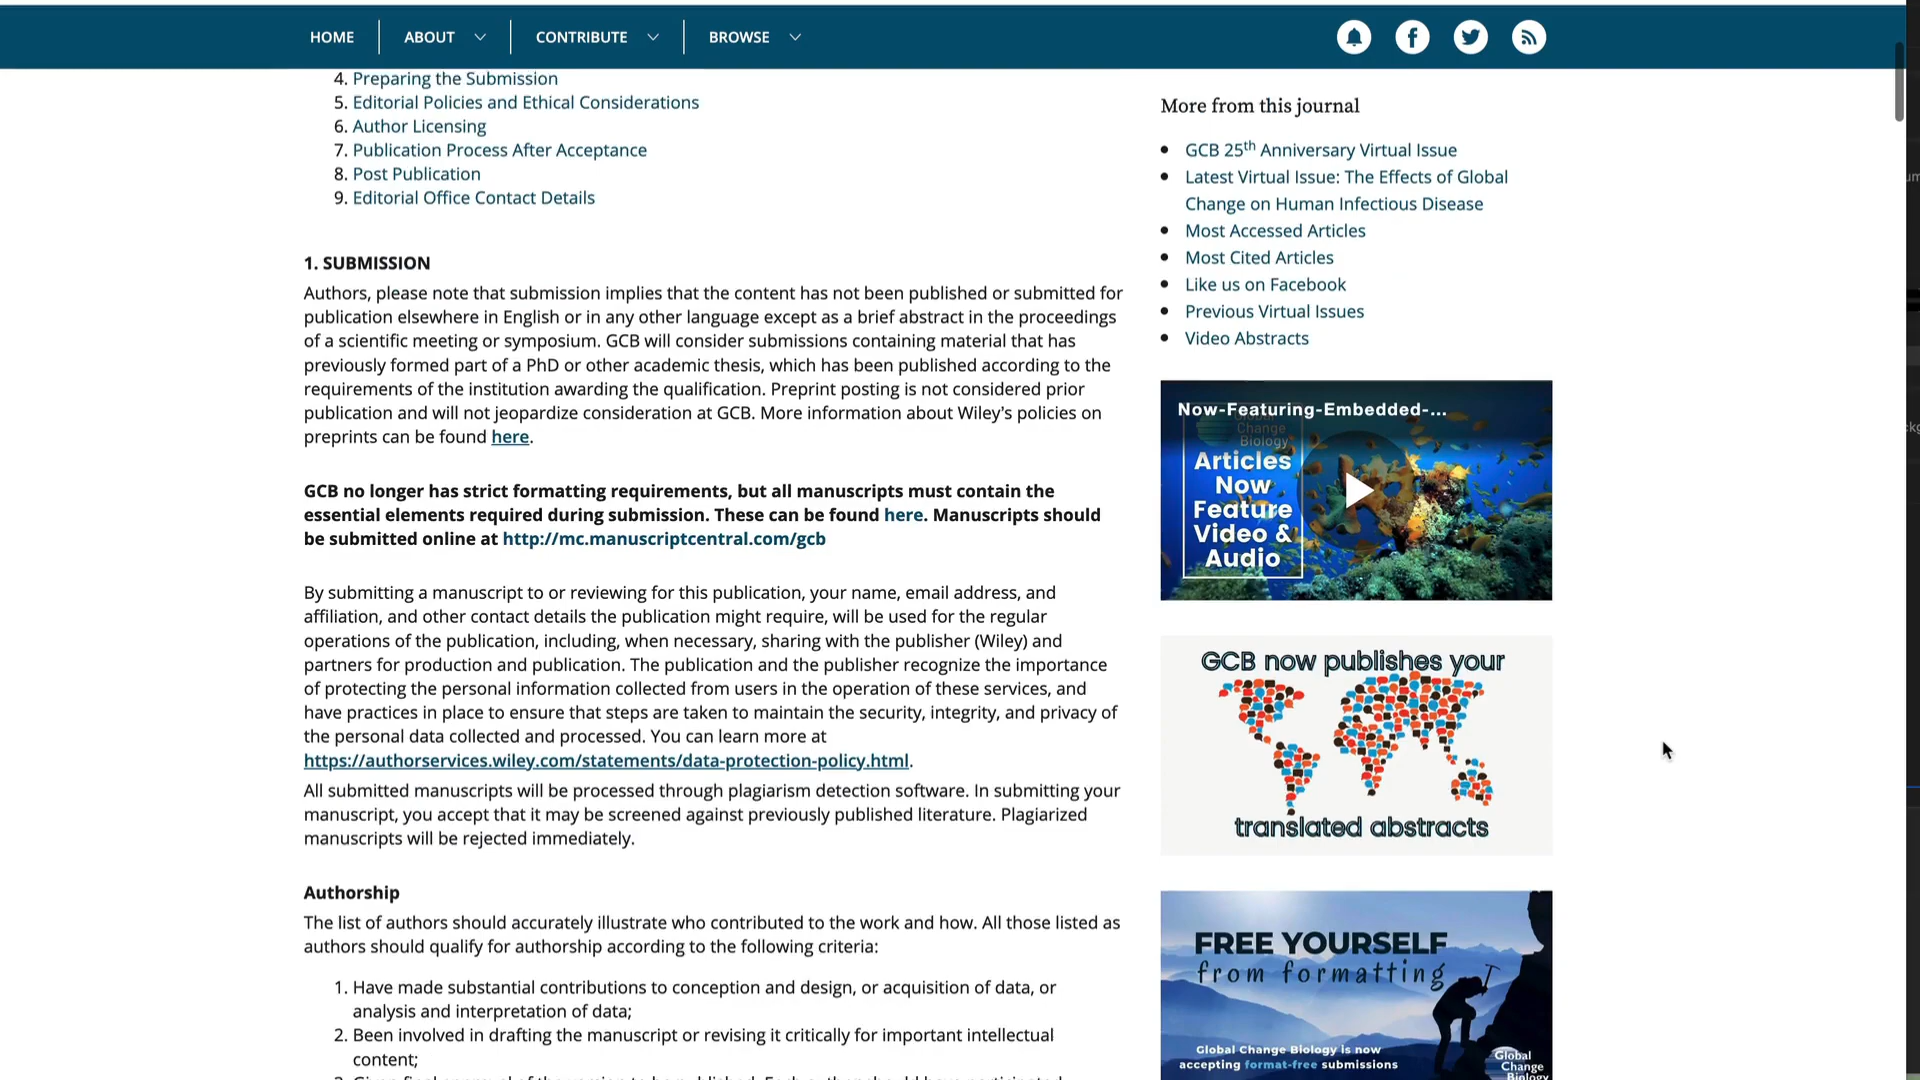 HOME
ABOUT
CONTRIBUTE
BROWSE
4. Preparing the Submission
5. Editorial Policies and Ethical Considerations
6. Author Licensing
7. Publication Process After Acceptance
8. Post Publication
9. Editorial Office Contact Details
1. SUBMISSION
Authors, please note that submission implies that the content has not been published or submitted for
publication elsewhere in English or in any other language except as a brief abstract in the proceedings
of a scientific meeting or symposium. GCB will consider submissions containing material that has
previously formed part of a PhD or other academic thesis, which has been published according to the
requirements of the institution awarding the qualification. Preprint posting is not considered prior
publication and will not jeopardize consideration at GCB. More information about Wiley's policies on
preprints can be found here.
GCB no longer has strict formatting requirements, but all manuscripts must contain the
essential elements required during submission. These can be found here. Manuscripts should
be submitted online at http://mc.manuscriptcentral.com/gcb
By submitting a manuscript to or reviewing for this publication, your name, email address, and
affiliation, and other contact details the publication might require, will be used for the regular
operations of the publication, including, when necessary, sharing with the publisher (Wiley) and
partners for production and publication. The publication and the publisher recognize the importance
of protecting the personal information collected from users in the operation of these services, and
have practices in place to ensure that steps are taken to maintain the security, integrity, and privacy of
the personal data collected and processed. You can learn more at
https://authorservices.wiley.com/statements/data-protection-policy.html.
All submitted manuscripts will be processed through plagiarism detection software. In submitting your
manuscript, you accept that it may be screened against previously published literature. Plagiarized
manuscripts will be rejected immediately.
Authorship
The list of authors should accurately illustrate who contributed to the work and how. All those listed as
authors should qualify for authorship according to the following criteria:
1. Have made substantial contributions to conception and design, or acquisition of data, or
analysis and interpretation of data;
2. Been involved in drafting the manuscript or revising it critically for important intellectual
content;
More from this journal
GCB 25th Anniversary Virtual Issue
Latest Virtual Issue: The Effects of Global
Change on Human Infectious Disease
Most Accessed Articles
Most Cited Articles
Like us on Facebook
Previous Virtual Issues
Video Abstracts
Now-Featuring-Embedded-...
Global
Change
Biology
Articles
Now
Feature
Video &
Audio
GCB now publishes your
translated abstracts
FREE YOURSELF
from formatting
Global Change Biology is now
accepting format-free submissions
Global
Change
Biology